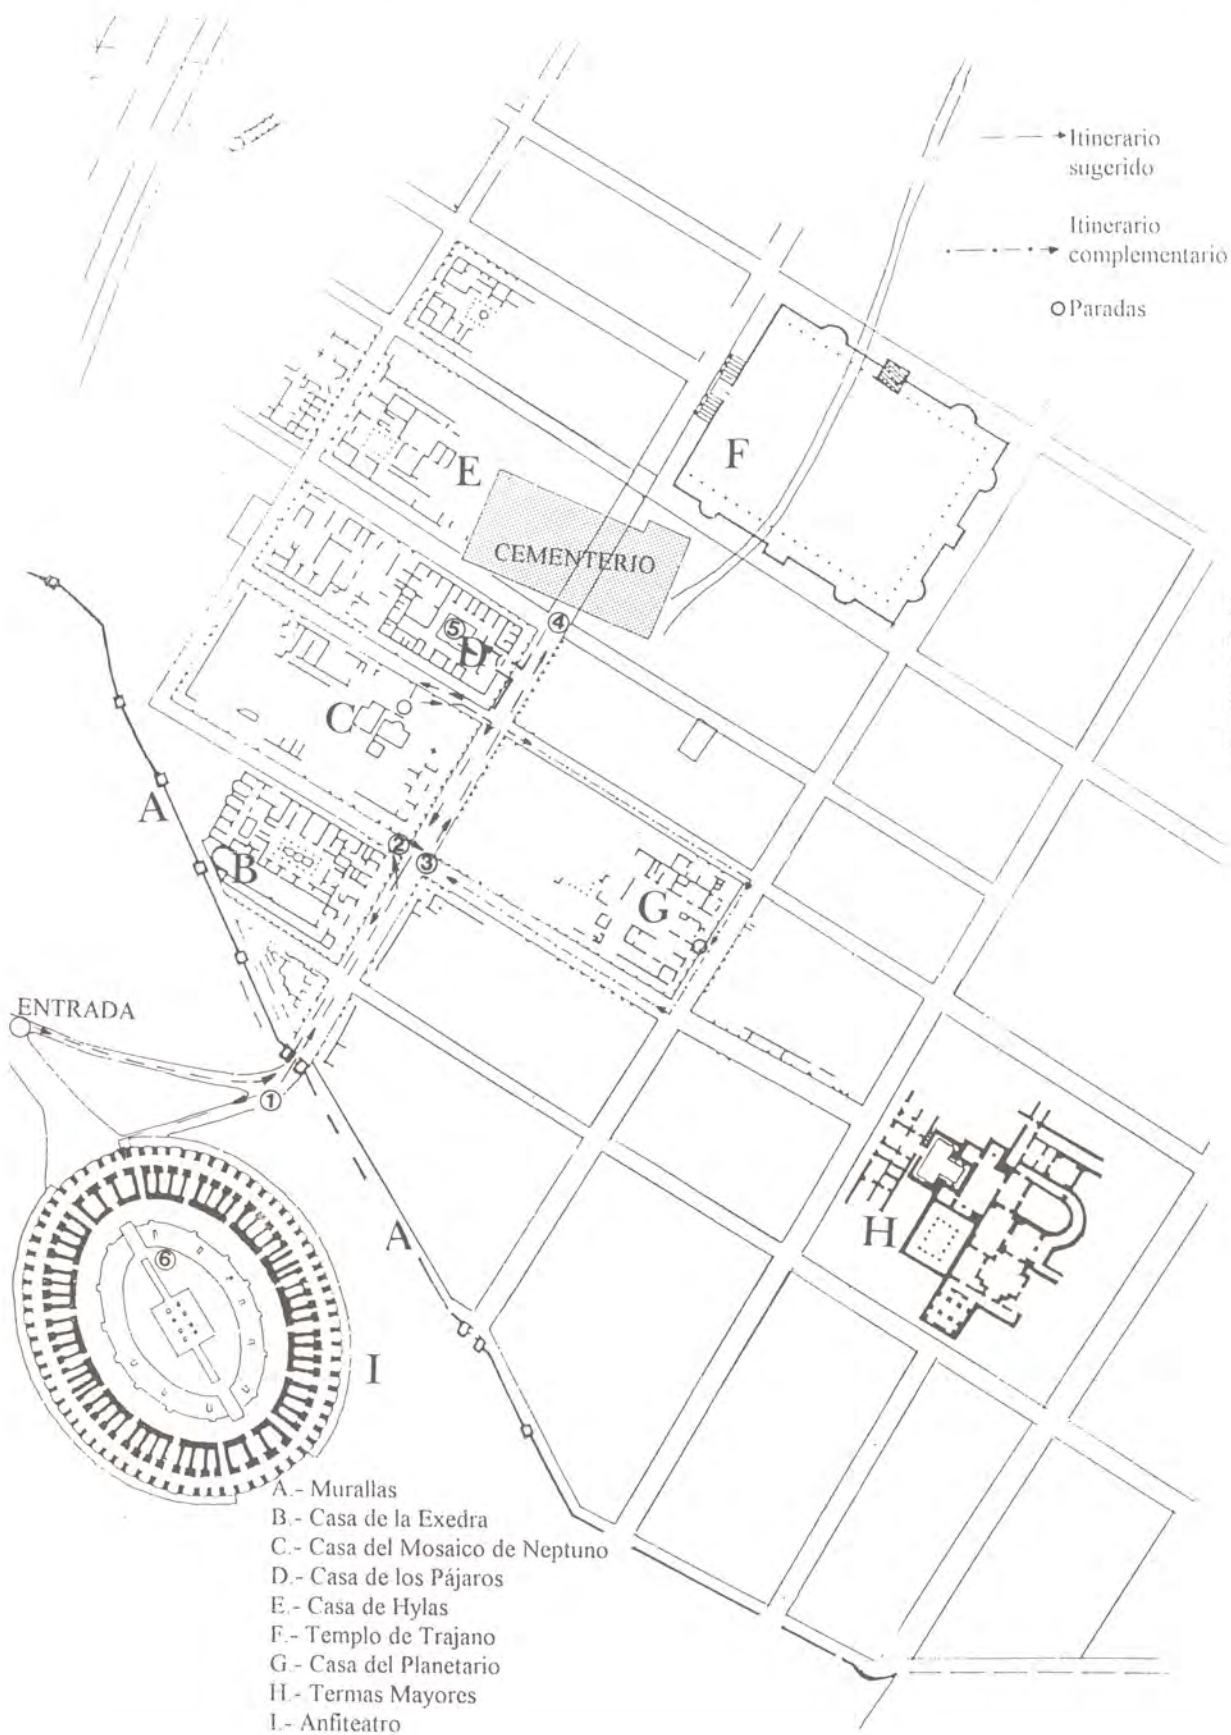 Itinerario
sugerido
Itinerario
complementario
Paradas
F
E
CEMENTERIO
4
5
D
C
A
2
3
B
G
ENTRADA
1
H
A
6
I
A.- Murallas
B.- Casa de la Exedra
C.- Casa del Mosaico de Neptuno
D.- Casa de los Pájaros
E.- Casa de Hylas
F.- Templo de Trajano
G.- Casa del Planetario
H.- Termas Mayores
I.- Anfiteatro